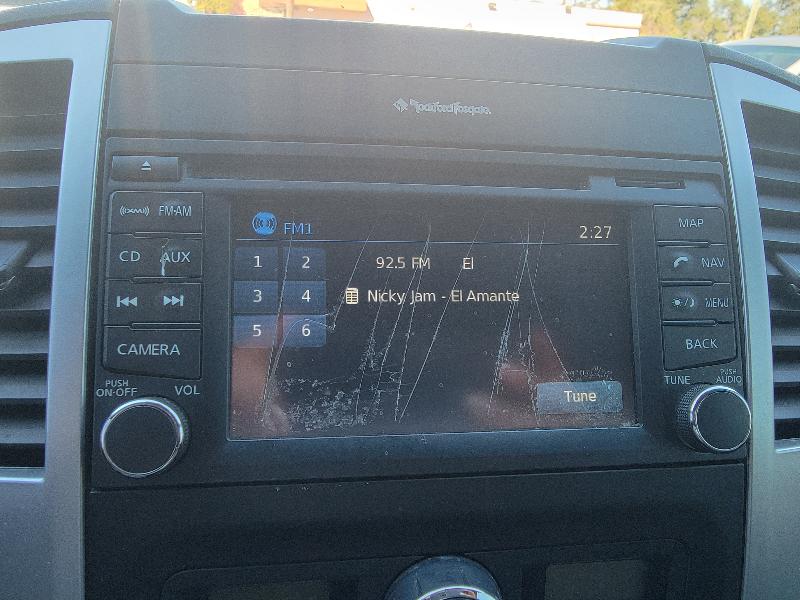 Rockford Fosgate
(((XM))) FM·AM
CD AUX
CAMERA
PUSH
ON·OFF
VOL
FM1
2:27
1 2
92.5 FM El
3 4
Nicky Jam - El Amante
5 6
Tune
MAP
NAV
MENU
BACK
TUNE
PUSH
AUDIO